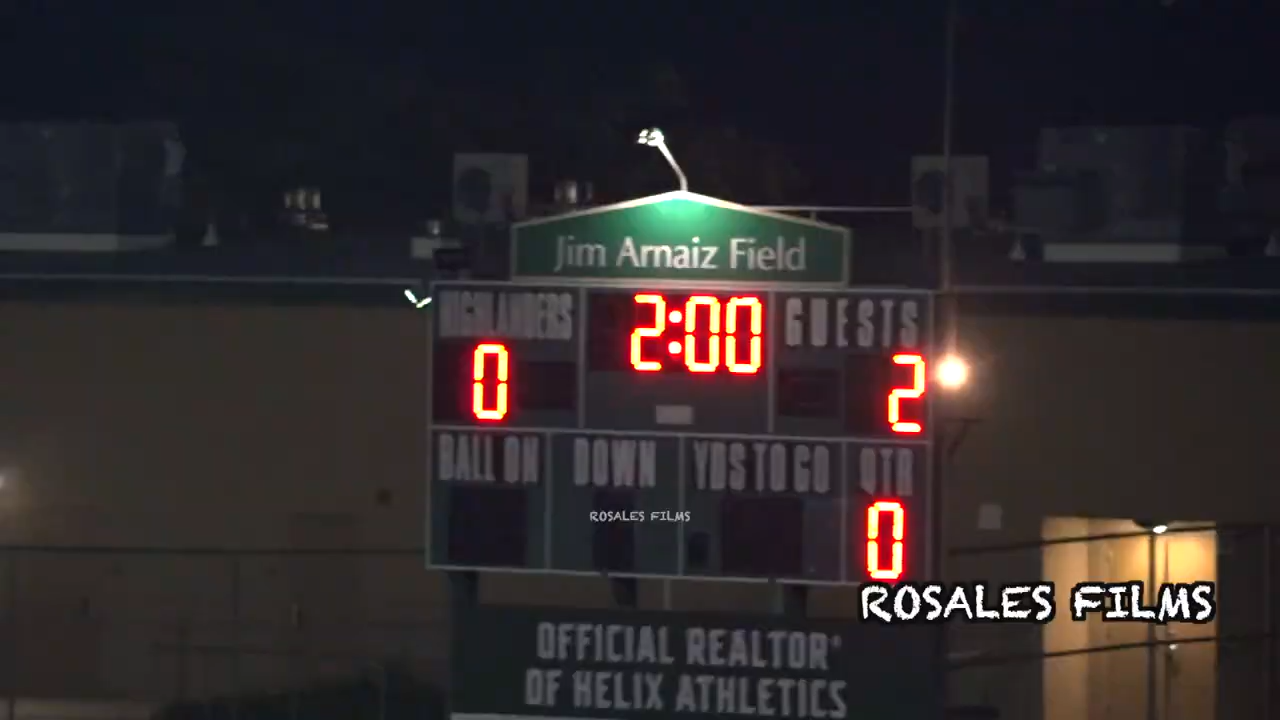 Jim Arnaiz Field
HIGHLANDERS 2:00 GUESTS
0 2
BALL ON DOWN YDS TO GO QTR
ROSALES FILMS
0
ROSALES FILMS
OFFICIAL REALTOR®
OF HELIX ATHLETICS